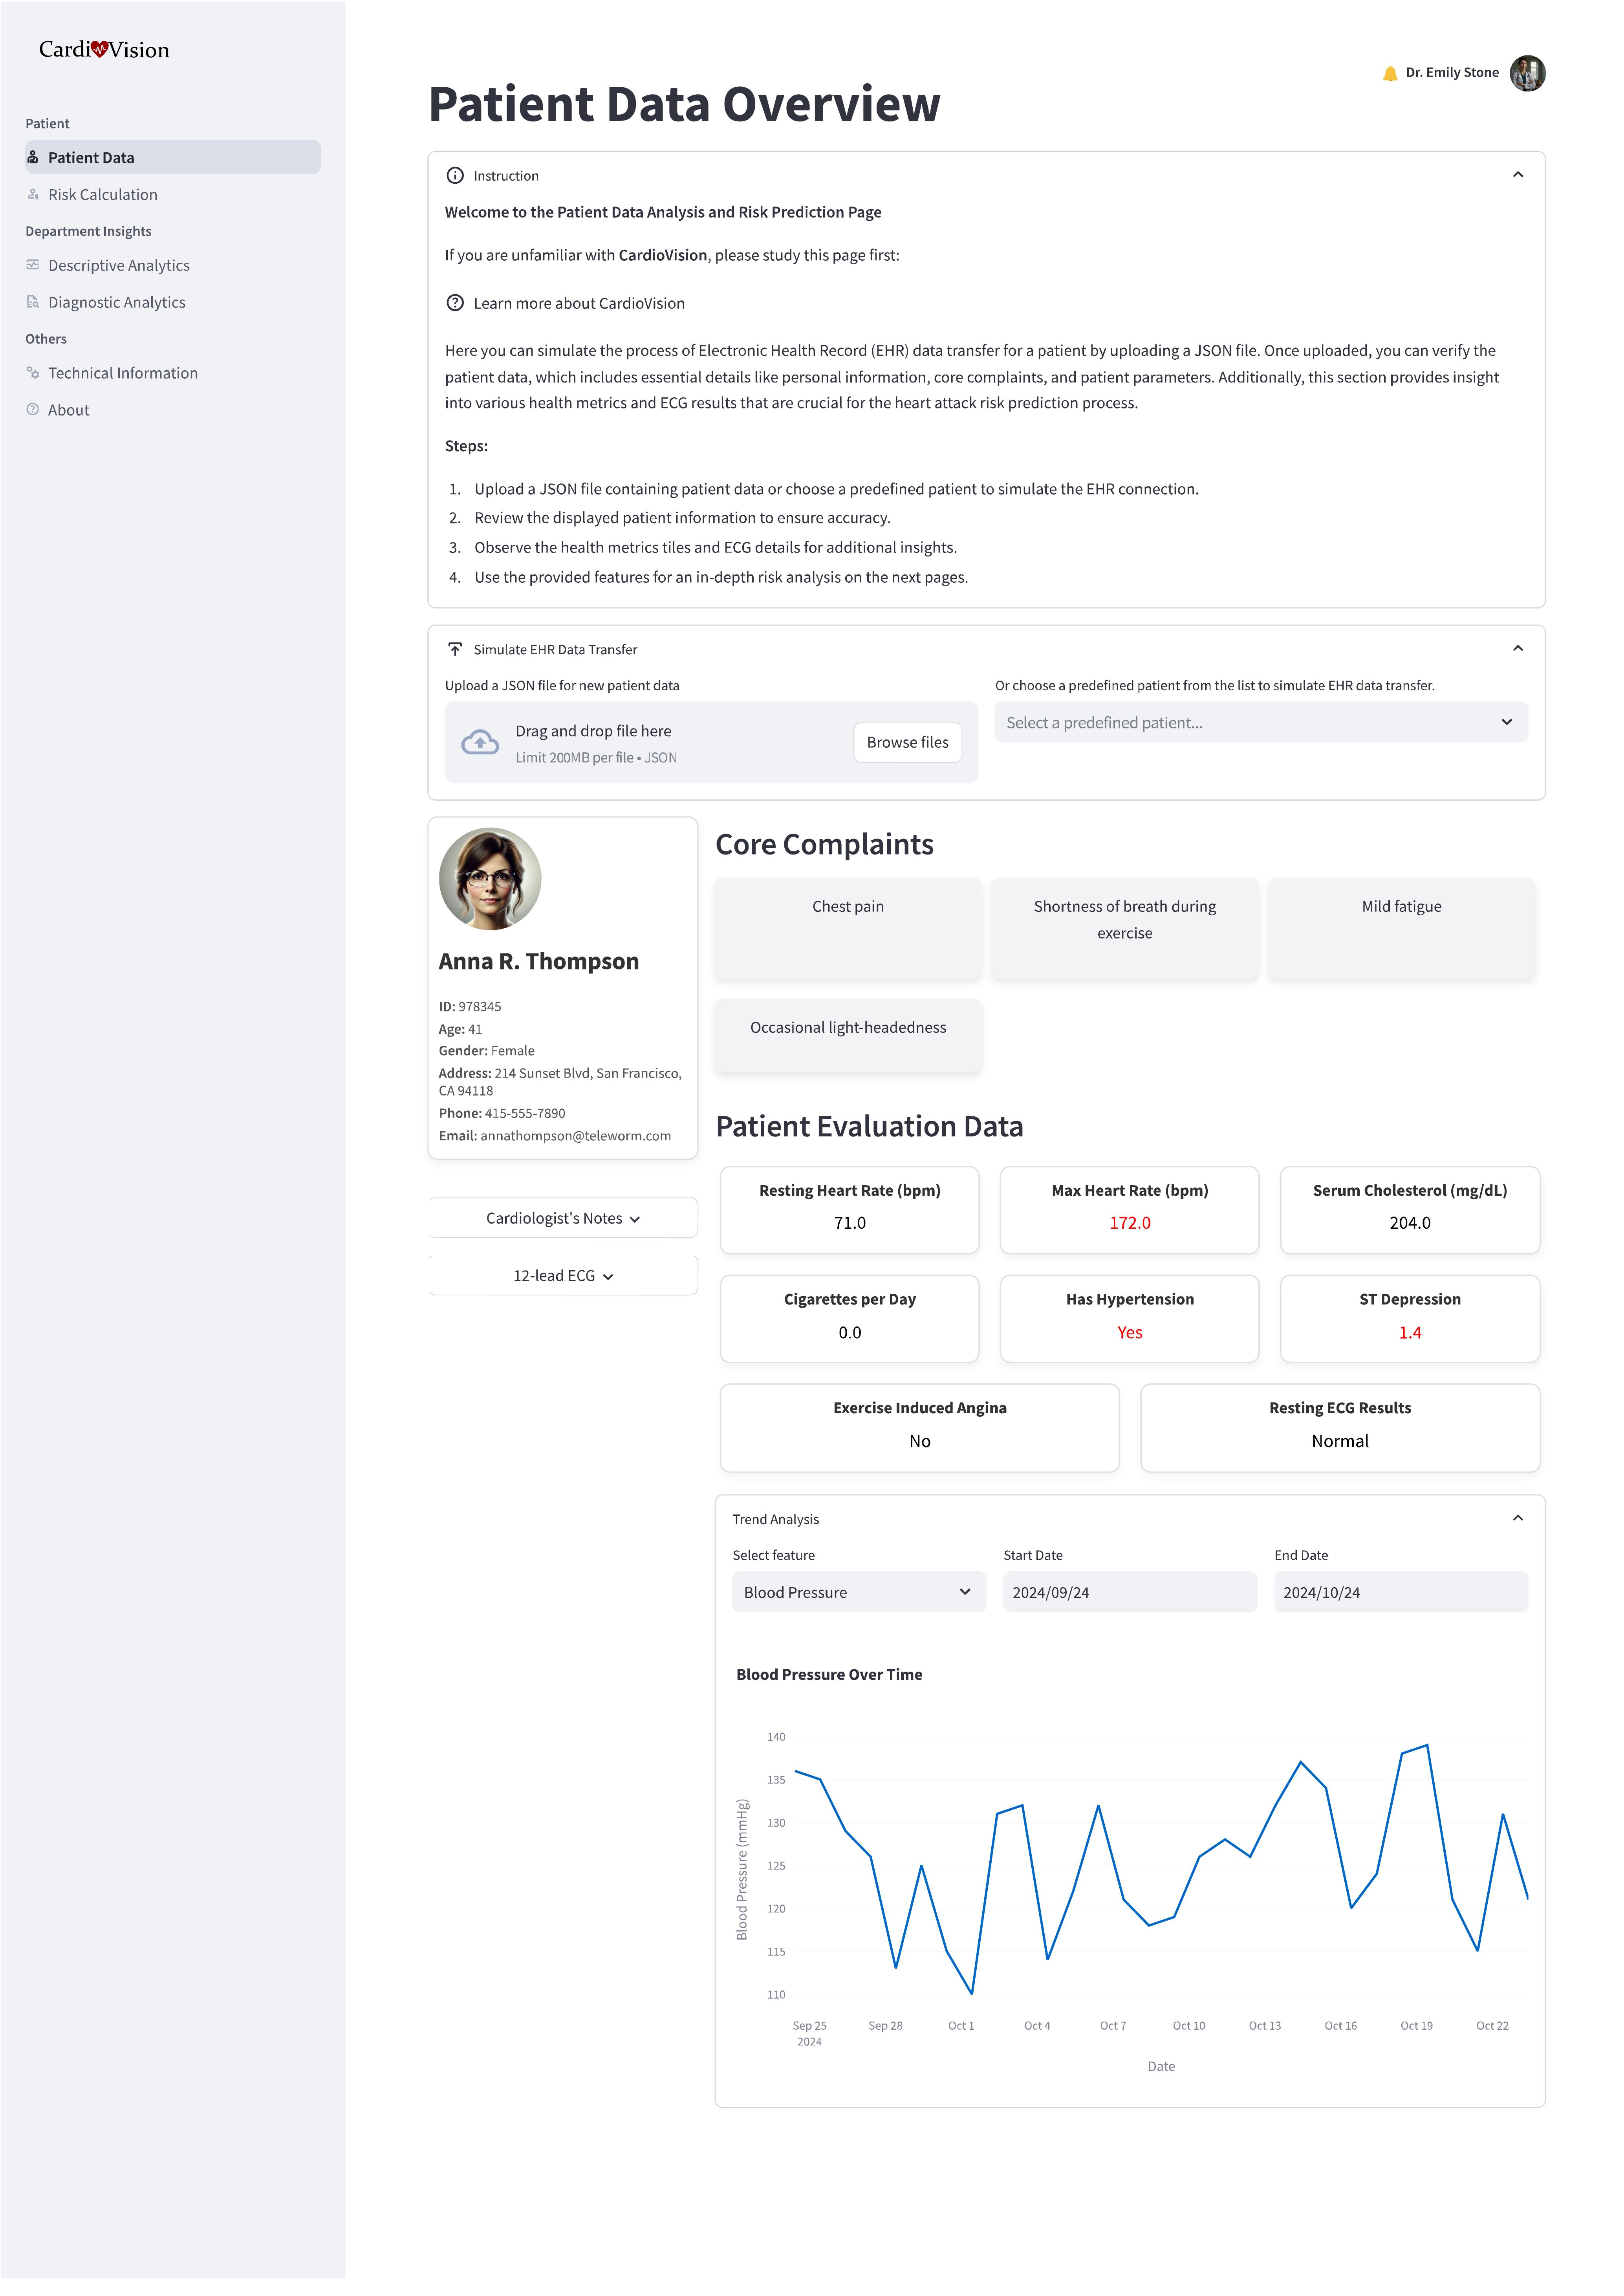 Cardi Vision
Patient
Patient Data
Risk Calculation
Department Insights
Descriptive Analytics
Diagnostic Analytics
Others
Technical Information
About
Dr. Emily Stone
Patient Data Overview
Instruction
Welcome to the Patient Data Analysis and Risk Prediction Page
If you are unfamiliar with CardioVision, please study this page first:
Learn more about CardioVision
Here you can simulate the process of Electronic Health Record (EHR) data transfer for a patient by uploading a JSON file. Once uploaded, you can verify the
patient data, which includes essential details like personal information, core complaints, and patient parameters. Additionally, this section provides insight
into various health metrics and ECG results that are crucial for the heart attack risk prediction process.
Steps:
1. Upload a JSON file containing patient data or choose a predefined patient to simulate the EHR connection.
2. Review the displayed patient information to ensure accuracy.
3. Observe the health metrics tiles and ECG details for additional insights.
4. Use the provided features for an in-depth risk analysis on the next pages.
Simulate EHR Data Transfer
Upload a JSON file for new patient data
Drag and drop file here
Limit 200MB per file • JSON
Browse files
Or choose a predefined patient from the list to simulate EHR data transfer.
Select a predefined patient...
Anna R. Thompson
ID: 978345
Age: 41
Gender: Female
Address: 214 Sunset Blvd, San Francisco,
CA 94118
Phone: 415-555-7890
Email: annathompson@teleworm.com
Cardiologist's Notes
12-lead ECG
Core Complaints
Chest pain
Shortness of breath during
exercise
Mild fatigue
Occasional light-headedness
Patient Evaluation Data
Resting Heart Rate (bpm)
71.0
Max Heart Rate (bpm)
172.0
Serum Cholesterol (mg/dL)
204.0
Cigarettes per Day
0.0
Has Hypertension
Yes
ST Depression
1.4
Exercise Induced Angina
No
Resting ECG Results
Normal
Trend Analysis
Select feature
Blood Pressure
Start Date
2024/09/24
End Date
2024/10/24
Blood Pressure Over Time
Blood Pressure (mmHg)
140
135
130
125
120
115
110
Sep 25
2024
Sep 28
Oct 1
Oct 4
Oct 7
Oct 10
Oct 13
Oct 16
Oct 19
Oct 22
Date